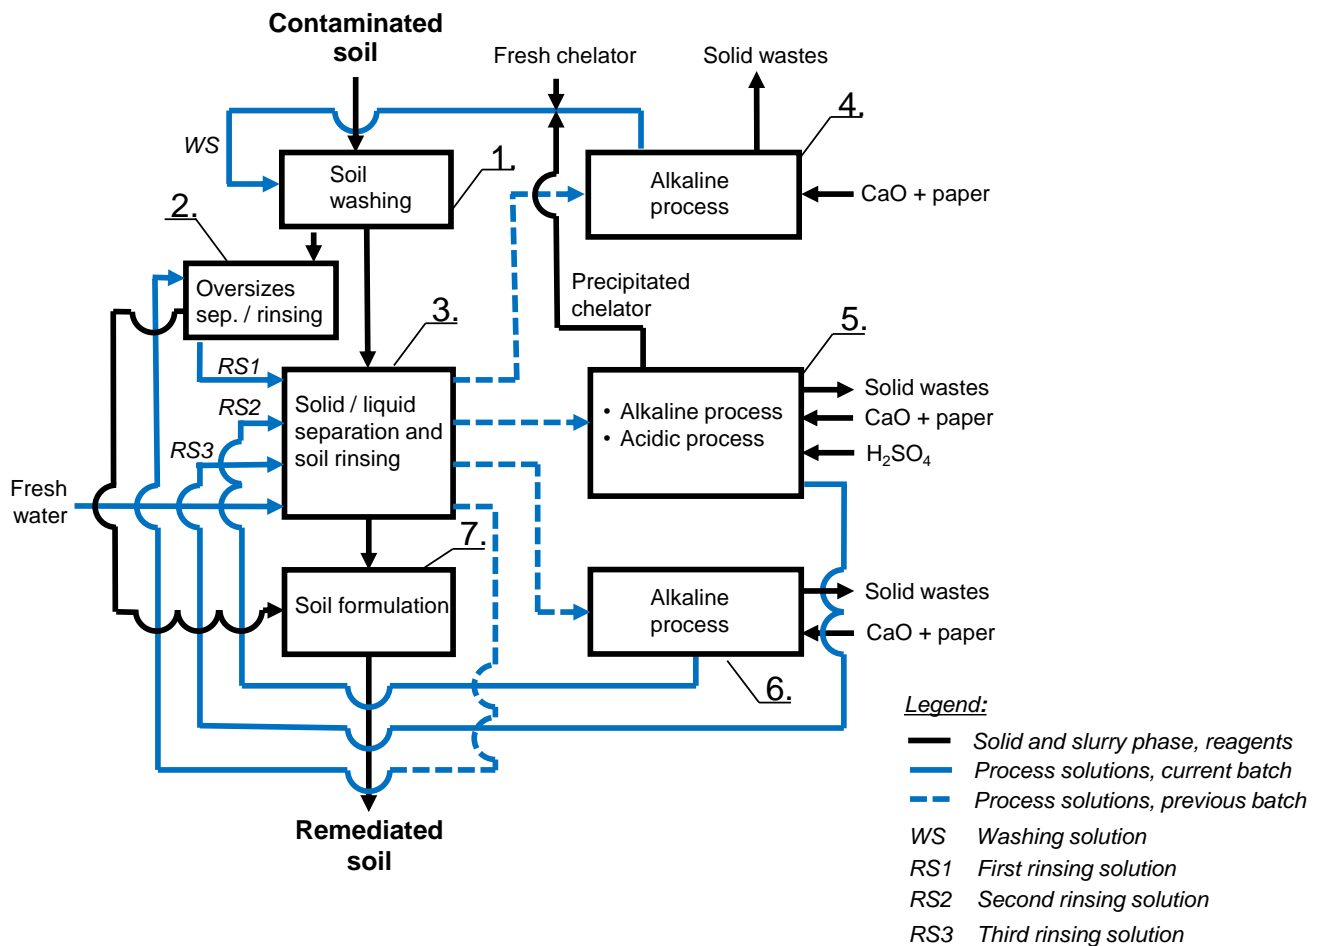 Contaminated
soil
Fresh chelator
Solid wastes
4.
WS
1.
Soil
washing
Alkaline
process
CaO + paper
2.
Oversizes
sep. / rinsing
Precipitated
chelator
3.
5.
RS1
Solid / liquid
separation and
soil rinsing
RS2
RS3
• Alkaline process
• Acidic process
Solid wastes
CaO + paper
H₂SO₄
Fresh
water
7.
Soil formulation
Alkaline
process
Solid wastes
CaO + paper
6.
Remediated
soil
Legend:
Solid and slurry phase, reagents
Process solutions, current batch
Process solutions, previous batch
WS Washing solution
RS1 First rinsing solution
RS2 Second rinsing solution
RS3 Third rinsing solution